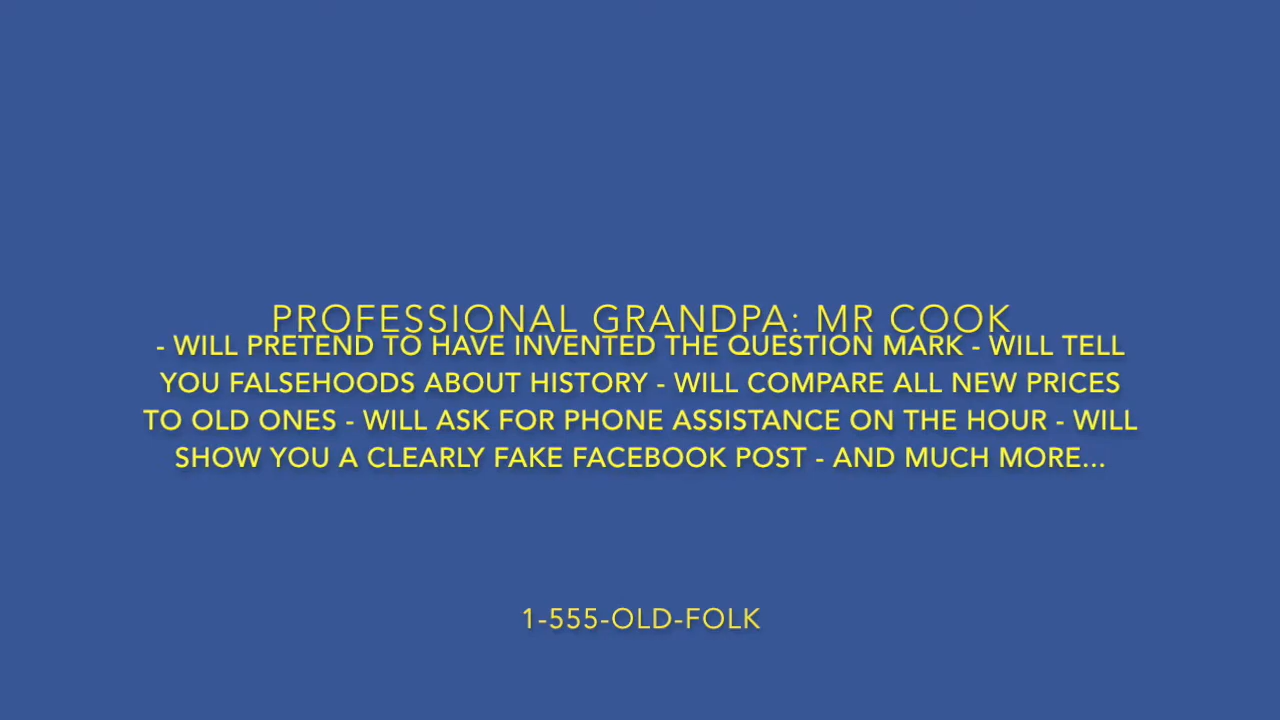 PROFESSIONAL GRANDPA: MR COOK
- WILL PRETEND TO HAVE INVENTED THE QUESTION MARK - WILL TELL
YOU FALSEHOODS ABOUT HISTORY - WILL COMPARE ALL NEW PRICES
TO OLD ONES - WILL ASK FOR PHONE ASSISTANCE ON THE HOUR - WILL
SHOW YOU A CLEARLY FAKE FACEBOOK POST - AND MUCH MORE...
1-555-OLD-FOLK